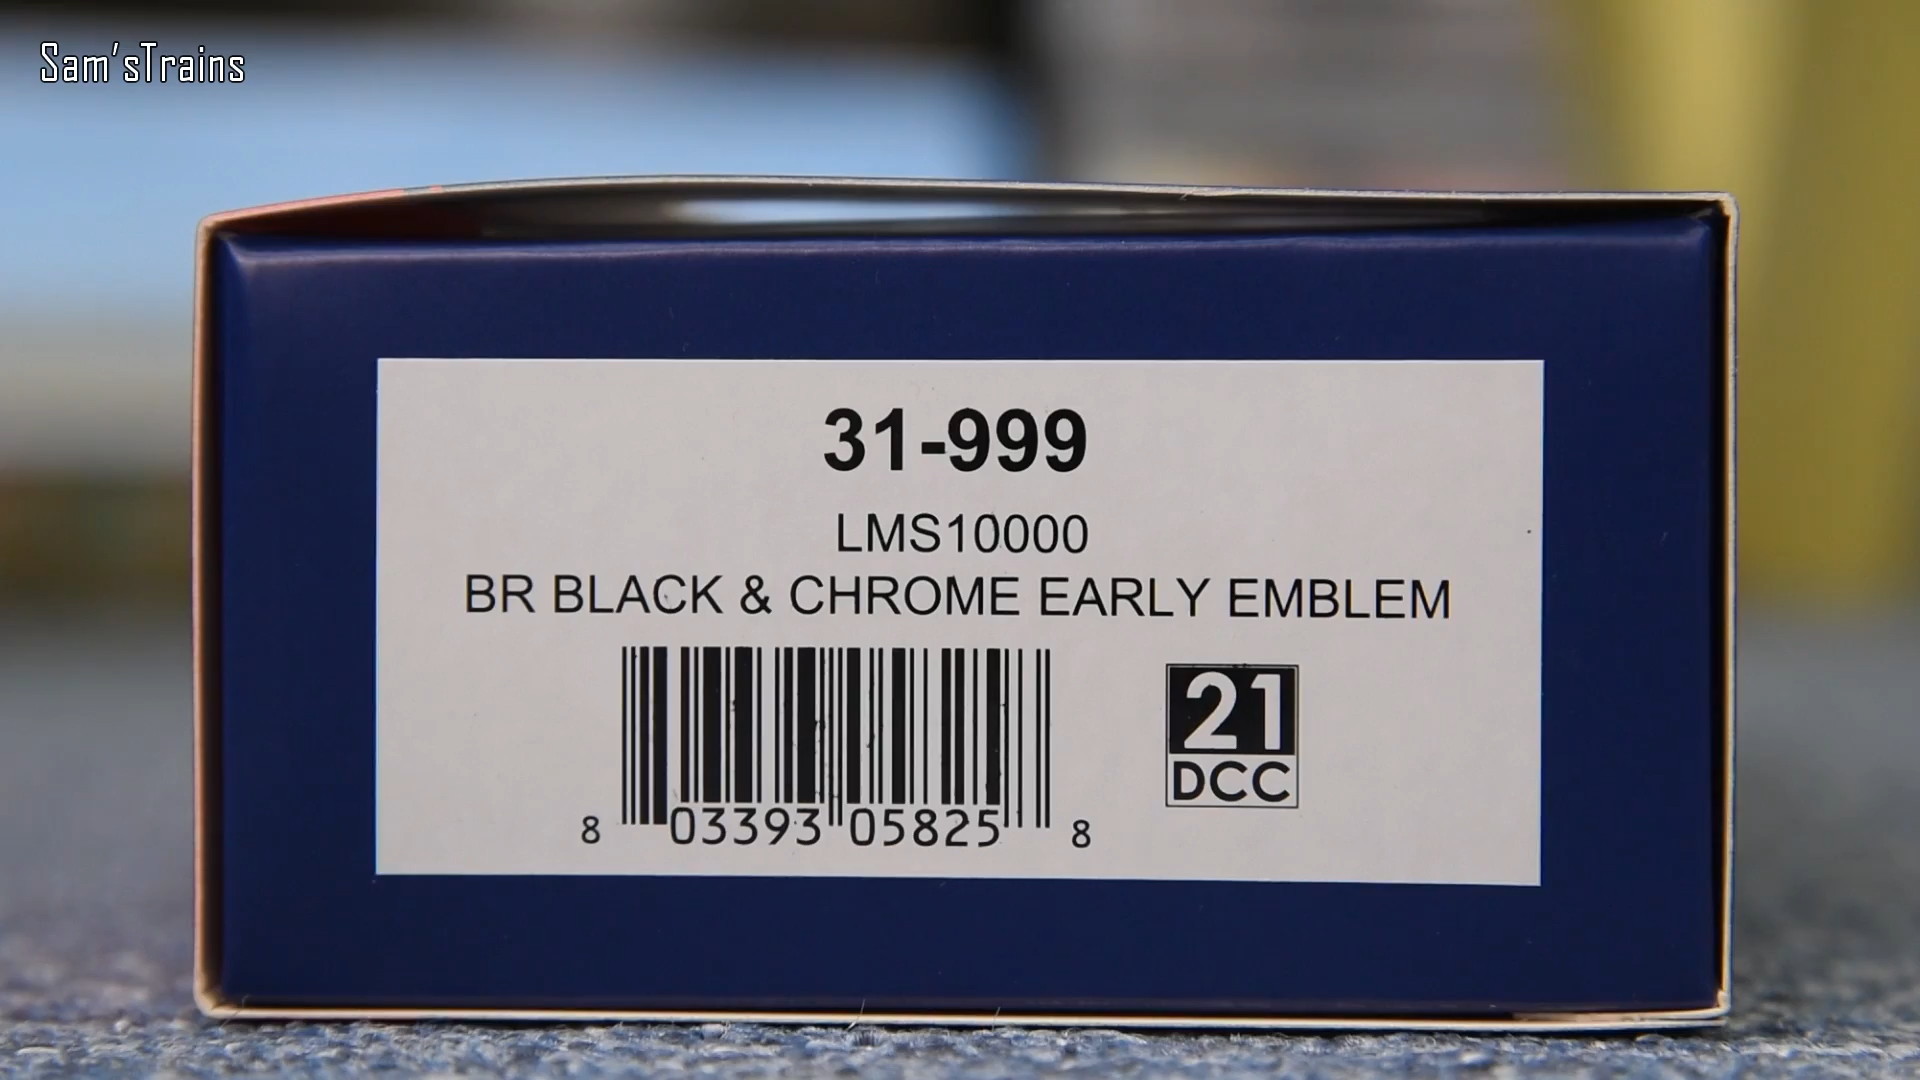 Sam'sTrains
31-999
LMS10000
BR BLACK & CHROME EARLY EMBLEM
8 03393 05825 8
21
DCC